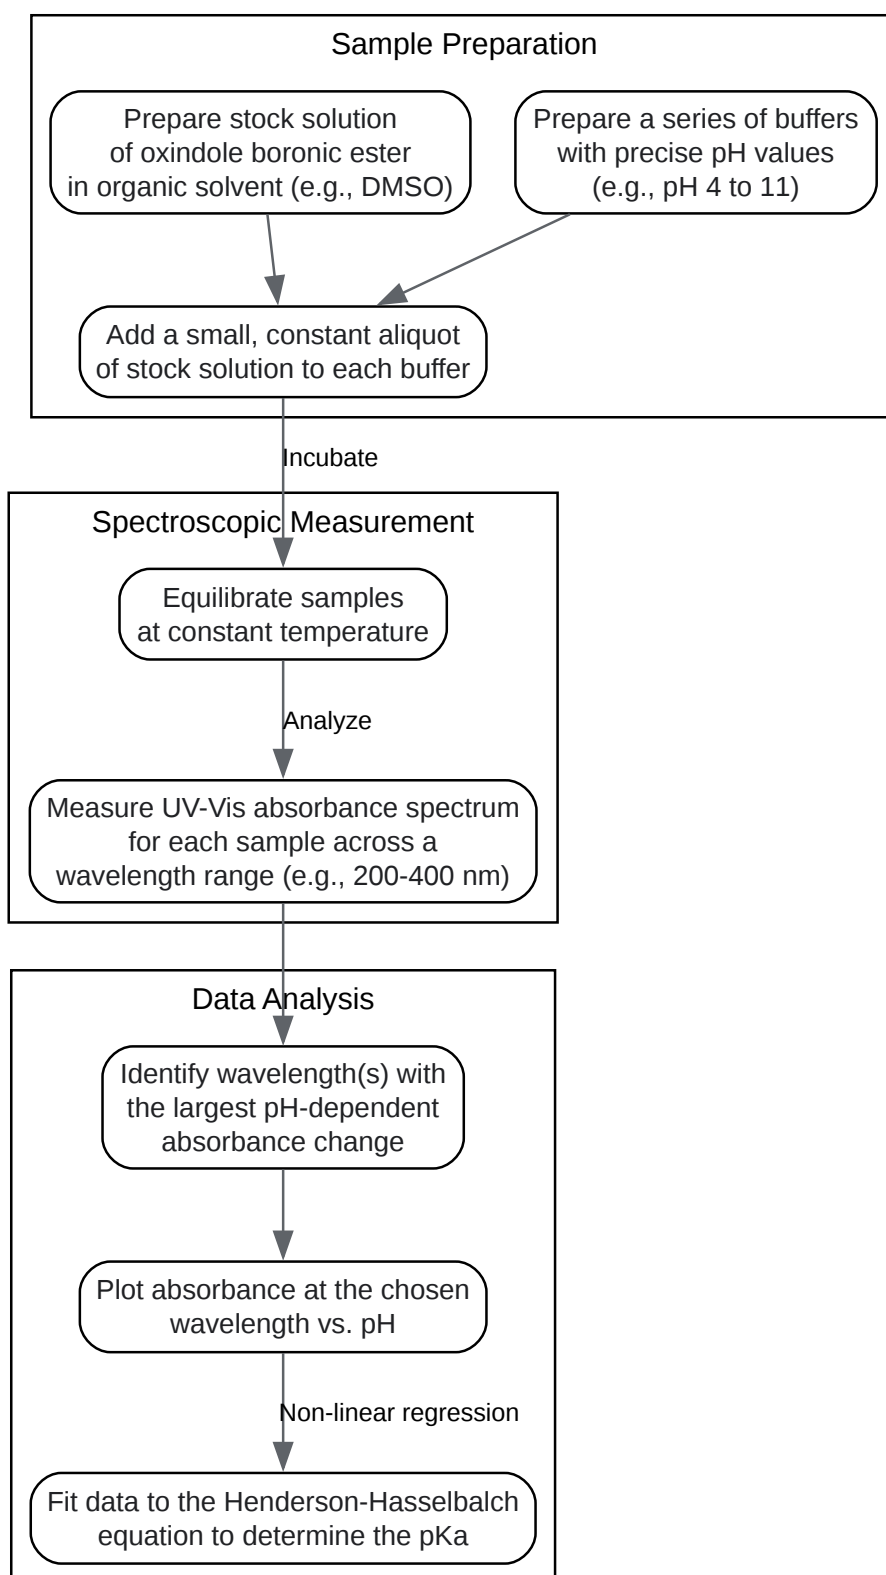 Sample Preparation
Prepare stock solution
of oxindole boronic ester
in organic solvent (e.g., DMSO)
Prepare a series of buffers
with precise pH values
(e.g., pH 4 to 11)
Add a small, constant aliquot
of stock solution to each buffer
Incubate
Spectroscopic Measurement
Equilibrate samples
at constant temperature
Analyze
Measure UV-Vis absorbance spectrum
for each sample across a
wavelength range (e.g., 200-400 nm)
Data Analysis
Identify wavelength(s) with
the largest pH-dependent
absorbance change
Plot absorbance at the chosen
wavelength vs. pH
Non-linear regression
Fit data to the Henderson-Hasselbalch
equation to determine the pKa